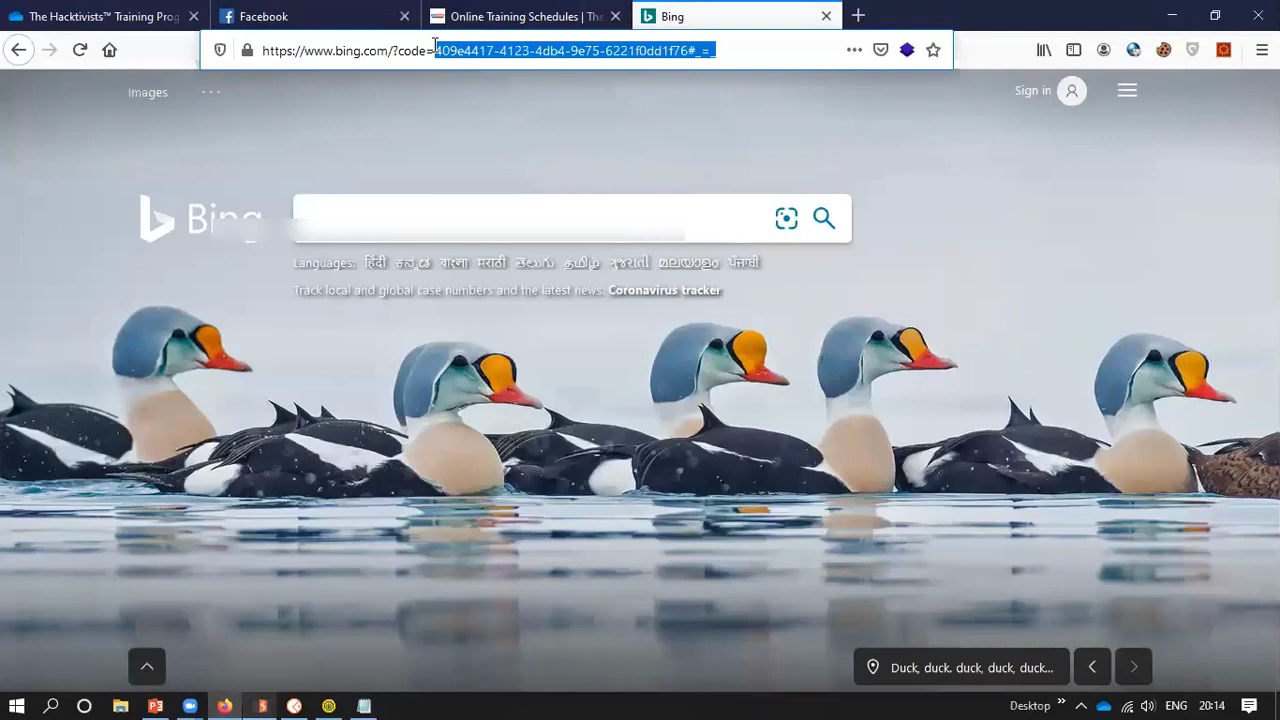 The Hacktivists™ Training Prog
Facebook
Online Training Schedules | The
Bing
https://www.bing.com/?code=409e4417-4123-4db4-9e75-6221f0dd1f76#_=_
Images
Sign in
Bing
Languages: हिंदी ಕನ್ನಡ বাংলা मराठी తెలుగు தமிழ் ગુજરાતી മലയാളം ਪੰਜਾਬੀ
Track local and global case numbers and the latest news. Coronavirus tracker
Duck, duck. duck, duck, duck...
Desktop
ENG
20:14